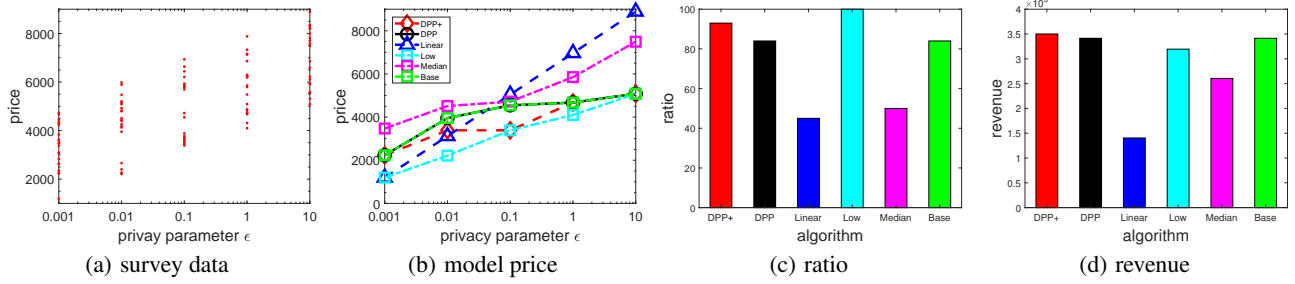 8000
6000
4000
2000
price
0.001 0.01 0.1 1 10
privay parameter ϵ
(a) survey data
8000
6000
4000
2000
0
price
DPP+
DPP
Linear
Low
Median
Base
0.001 0.01 0.1 1 10
privacy parameter ϵ
(b) model price
100
80
60
40
20
0
ratio
DPP+ DPP Linear Low Median Base
algorithm
(c) ratio
4
3.5
3
2.5
2
1.5
1
0.5
0
revenue
DPP+ DPP Linear Low Median Base
algorithm
(d) revenue